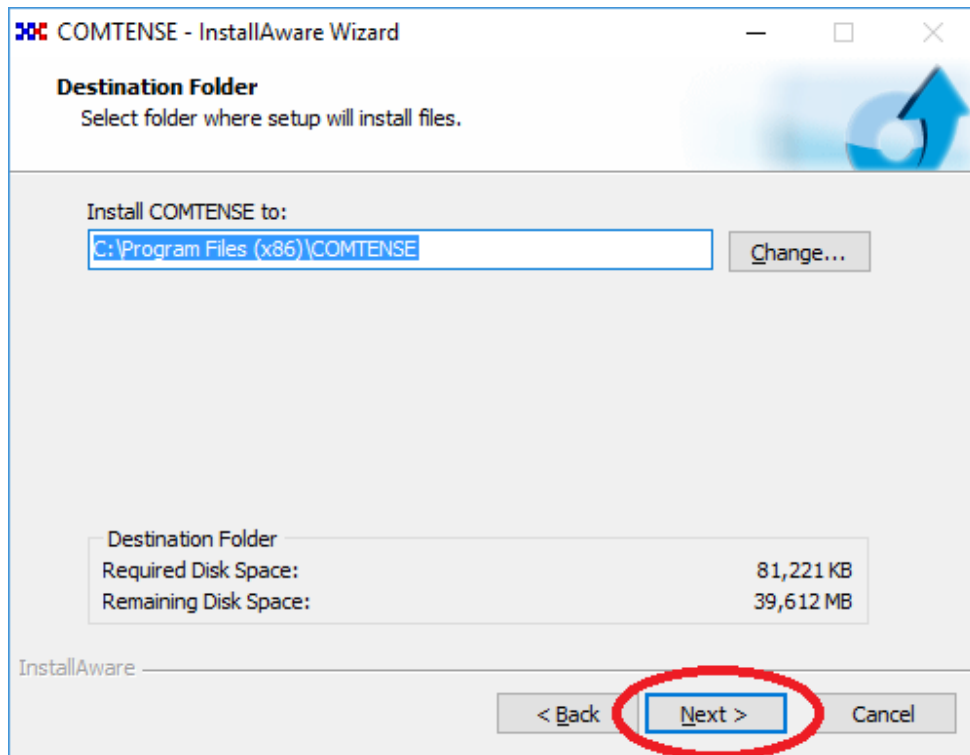 COMTENSE - InstallAware Wizard
Destination Folder
Select folder where setup will install files.
Install COMTENSE to:
C:\Program Files (x86)\COMTENSE
Change...
Destination Folder
Required Disk Space: 81,221 KB
Remaining Disk Space: 39,612 MB
InstallAware
< Back Next > Cancel